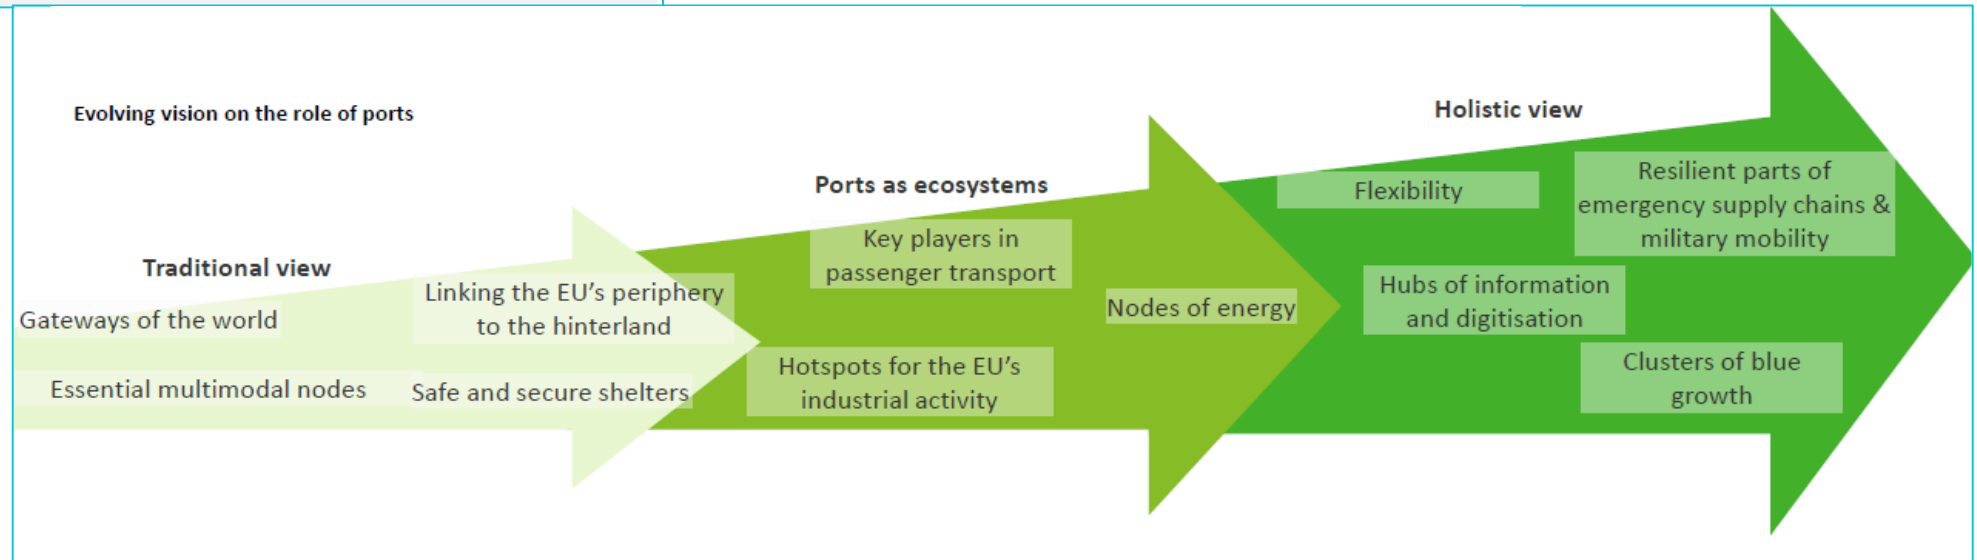 Evolving vision on the role of ports
Traditional view
Gateways of the world
Essential multimodal nodes
Linking the EU’s periphery
to the hinterland
Safe and secure shelters
Ports as ecosystems
Key players in
passenger transport
Hotspots for the EU’s
industrial activity
Nodes of energy
Holistic view
Flexibility
Resilient parts of
emergency supply chains &
military mobility
Hubs of information
and digitisation
Clusters of blue
growth